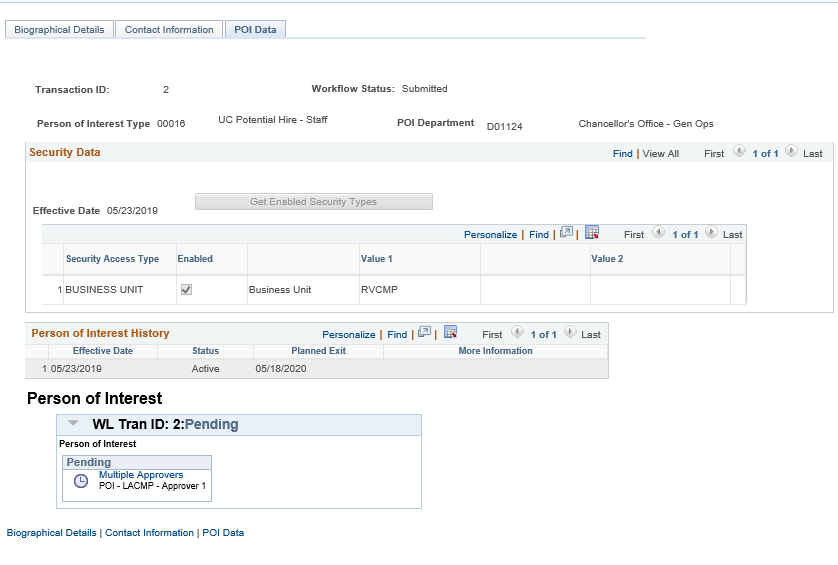 Biographical Details Contact Information POI Data
Transaction ID: 2 Workflow Status: Submitted
Person of Interest Type 00016 UC Potential Hire - Staff POI Department D01124 Chancellor's Office - Gen Ops
Security Data Find | View All First 1 of 1 Last
Effective Date 05/23/2019 Get Enabled Security Types
Personalize | Find | | First 1 of 1 Last
Security Access Type Enabled Value 1 Value 2
1 BUSINESS UNIT Business Unit RVCMP
Person of Interest History Personalize | Find | | First 1 of 1 Last
Effective Date Status Planned Exit More Information
1 05/23/2019 Active 05/18/2020
Person of Interest
WL Tran ID: 2:Pending
Person of Interest
Pending
Multiple Approvers
POI - LACMP - Approver 1
Biographical Details | Contact Information | POI Data